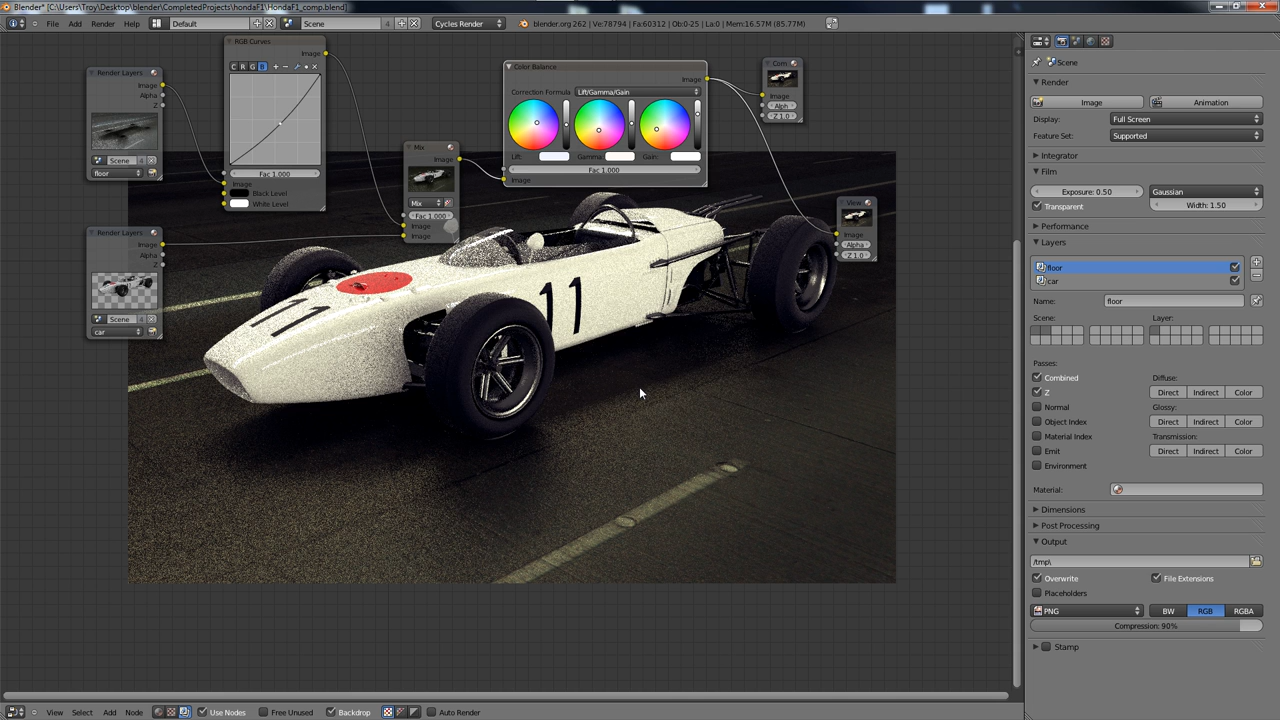 Blender* [C:\Users\Troy\Desktop\blender\CompletedProjects\hondaF1\HondaF1_comp.blend]
File Add Render Window Help Default Scene 4 Cycles Render blender.org 262 | Ve:78794 | Fa:60312 | Ob:0-25 | La:0 | Mem:16.57M (85.77M)
Render Layers
Image
Alpha
Z
Scene 4
floor
RGB Curves
Image
C R G B
Fac 1.000
Image
Black Level
White Level
Render Layers
Image
Alpha
Z
Scene 4
car
Mix
Image
Mix
Fac 1.000
Image
Image
Color Balance
Image
Correction Formula Lift/Gamma/Gain
Lift: Gamma Gain:
Fac 1.000
Image
Com
Image
Alph
Z 1.0
View
Image
Alpha
Z 1.0
11
11
Scene
Render
Image Animation
Display: Full Screen
Feature Set: Supported
Integrator
Film
Exposure: 0.50 Gaussian
Transparent Width: 1.50
Performance
Layers
floor
car
Name: floor
Scene: Layer:
Passes:
Combined Diffuse:
Z Direct Indirect Color
Normal Glossy:
Object Index Direct Indirect Color
Material Index Transmission:
Emit Direct Indirect Color
Environment
Material:
Dimensions
Post Processing
Output
/tmp\
Overwrite File Extensions
Placeholders
PNG BW RGB RGBA
Compression: 90%
Stamp
View Select Add Node Use Nodes Free Unused Backdrop Auto Render